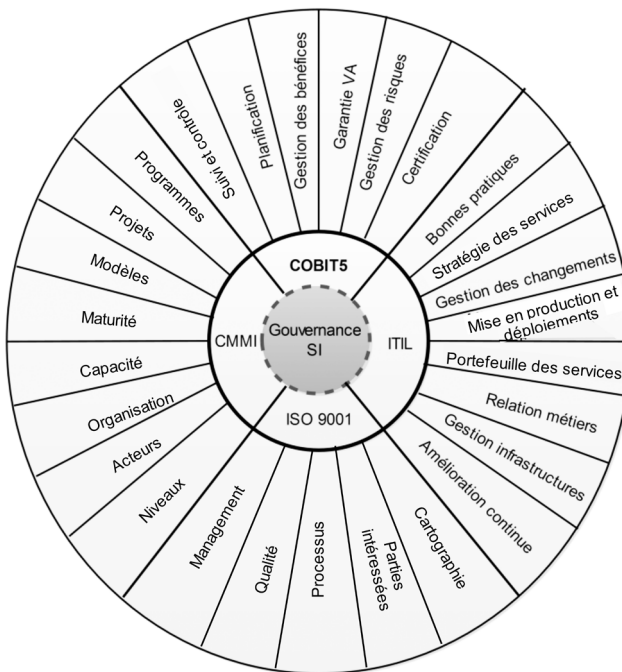 Suivi et contrôle
Planification
Gestion des bénéfices
Garantie VA
Gestion des risques
Certification
Bonnes pratiques
Stratégie des services
Gestion des changements
Mise en production et
déploiements
Portefeuille des services
Relation métiers
Gestion infrastructures
Amélioration continue
Cartographie
Parties
intéressées
Processus
Qualité
Management
Niveaux
Acteurs
Organisation
Capacité
Maturité
Modèles
Projets
Programmes
COBIT5
CMMI
Gouvernance
SI
ITIL
ISO 9001